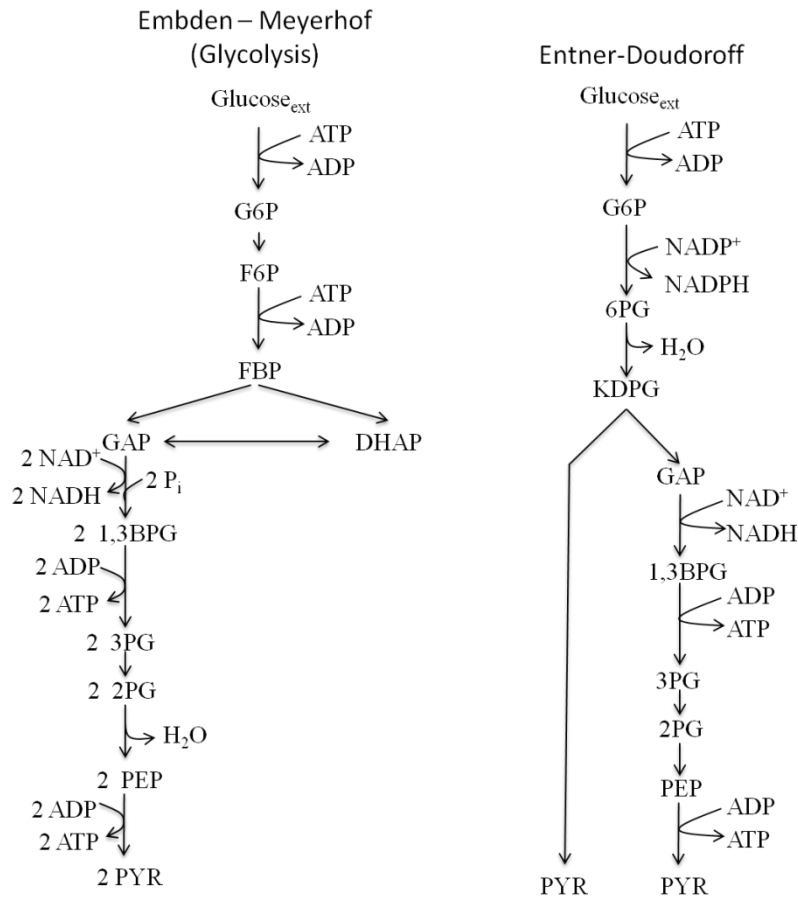 Embden – Meyerhof
(Glycolysis)
Glucoseext
ATP
ADP
G6P
F6P
ATP
ADP
FBP
GAP
DHAP
2 NAD+
2 NADH
2 Pi
2 1,3BPG
2 ADP
2 ATP
2 3PG
2 2PG
H2O
2 PEP
2 ADP
2 ATP
2 PYR
Entner-Doudoroff
Glucoseext
ATP
ADP
G6P
NADP+
NADPH
6PG
H2O
KDPG
GAP
NAD+
NADH
1,3BPG
ADP
ATP
3PG
2PG
PEP
ADP
ATP
PYR
PYR